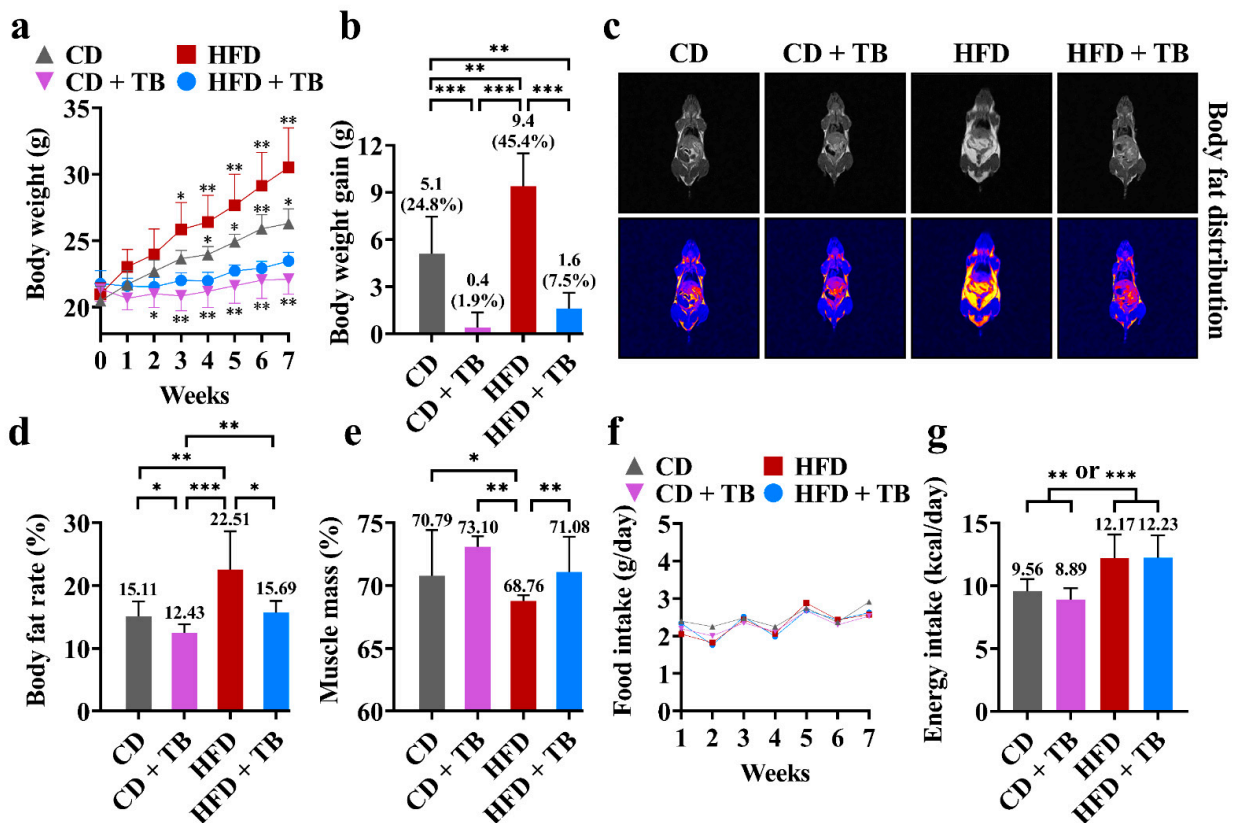 a
CD
HFD
CD + TB
HFD + TB
Body weight (g)
35
30
25
20
0 1 2 3 4 5 6 7
Weeks
* ** ** ** **
* * ** *
* ** ** ** ** **
b
**
**
*** *** ***
Body weight gain (g)
12
9
6
3
0
5.1
(24.8%)
0.4
(1.9%)
9.4
(45.4%)
1.6
(7.5%)
CD
CD + TB
HFD
HFD + TB
c
CD CD + TB HFD HFD + TB
Body fat distribution
d
**
**
* *** *
Body fat rate (%)
30
20
10
0
15.11
12.43
22.51
15.69
CD
CD + TB
HFD
HFD + TB
e
*
** **
Muscle mass (%)
75
70
65
60
70.79
73.10
68.76
71.08
CD
CD + TB
HFD
HFD + TB
f
CD
HFD
CD + TB
HFD + TB
Food intake (g/day)
5
4
3
2
1
0
1 2 3 4 5 6 7
Weeks
g
** or ***
Energy intake (kcal/day)
15
10
5
0
9.56
8.89
12.17
12.23
CD
CD + TB
HFD
HFD + TB